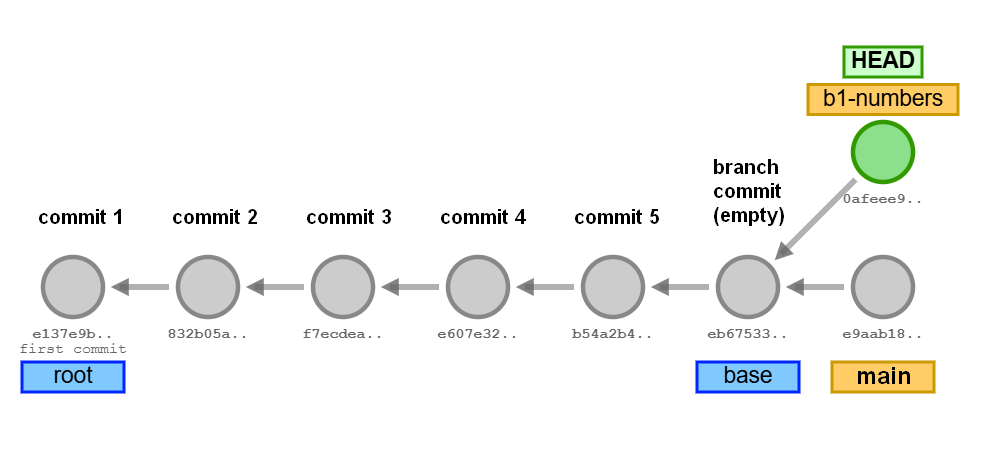 HEAD
b1-numbers
branch
commit
(empty)
0afeee9..
commit 1
commit 2
commit 3
commit 4
commit 5
e137e9b..
832b05a..
f7ecdea..
e607e32..
b54a2b4..
eb67533..
e9aab18..
first commit
root
base
main